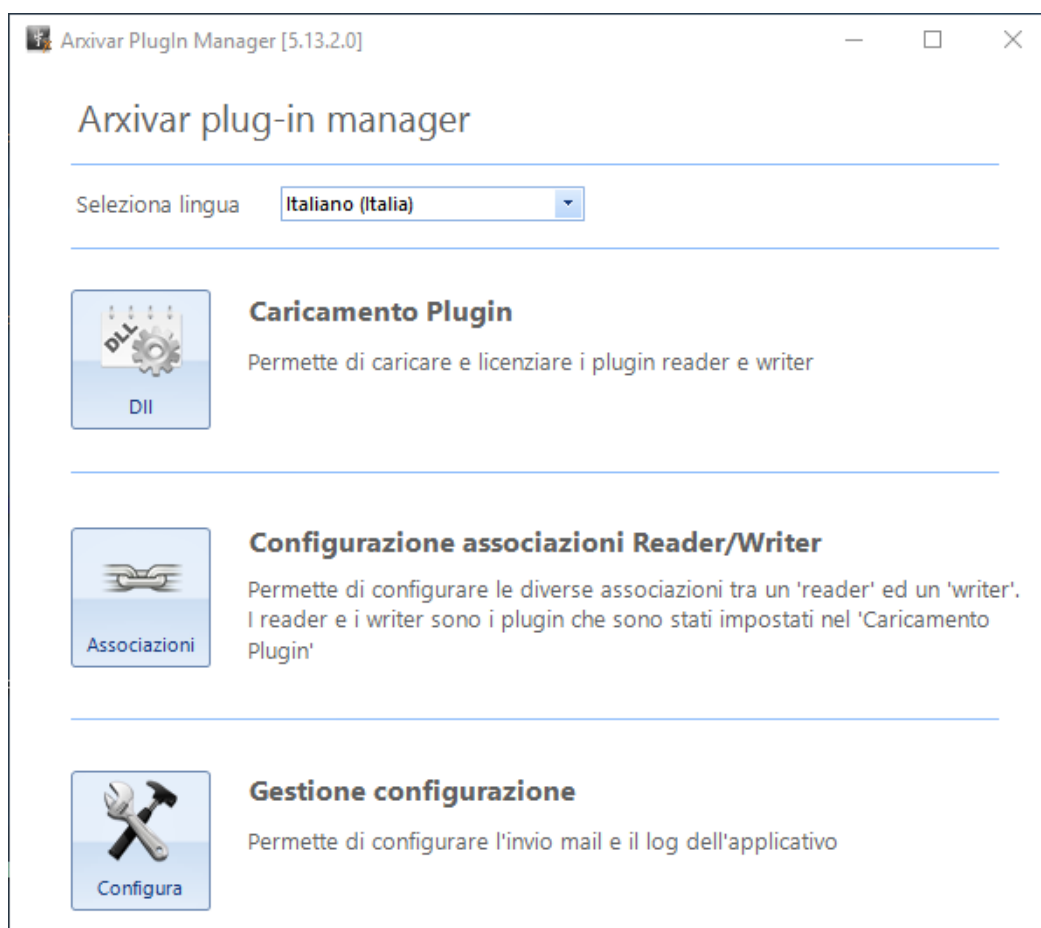 Arxivar PlugIn Manager [5.13.2.0]
Arxivar plug-in manager
Seleziona lingua
Italiano (Italia)
Caricamento Plugin
Permette di caricare e licenziare i plugin reader e writer
DLL
Dll
Configurazione associazioni Reader/Writer
Permette di configurare le diverse associazioni tra un 'reader' ed un 'writer'.
I reader e i writer sono i plugin che sono stati impostati nel 'Caricamento
Plugin'
Associazioni
Gestione configurazione
Permette di configurare l'invio mail e il log dell'applicativo
Configura